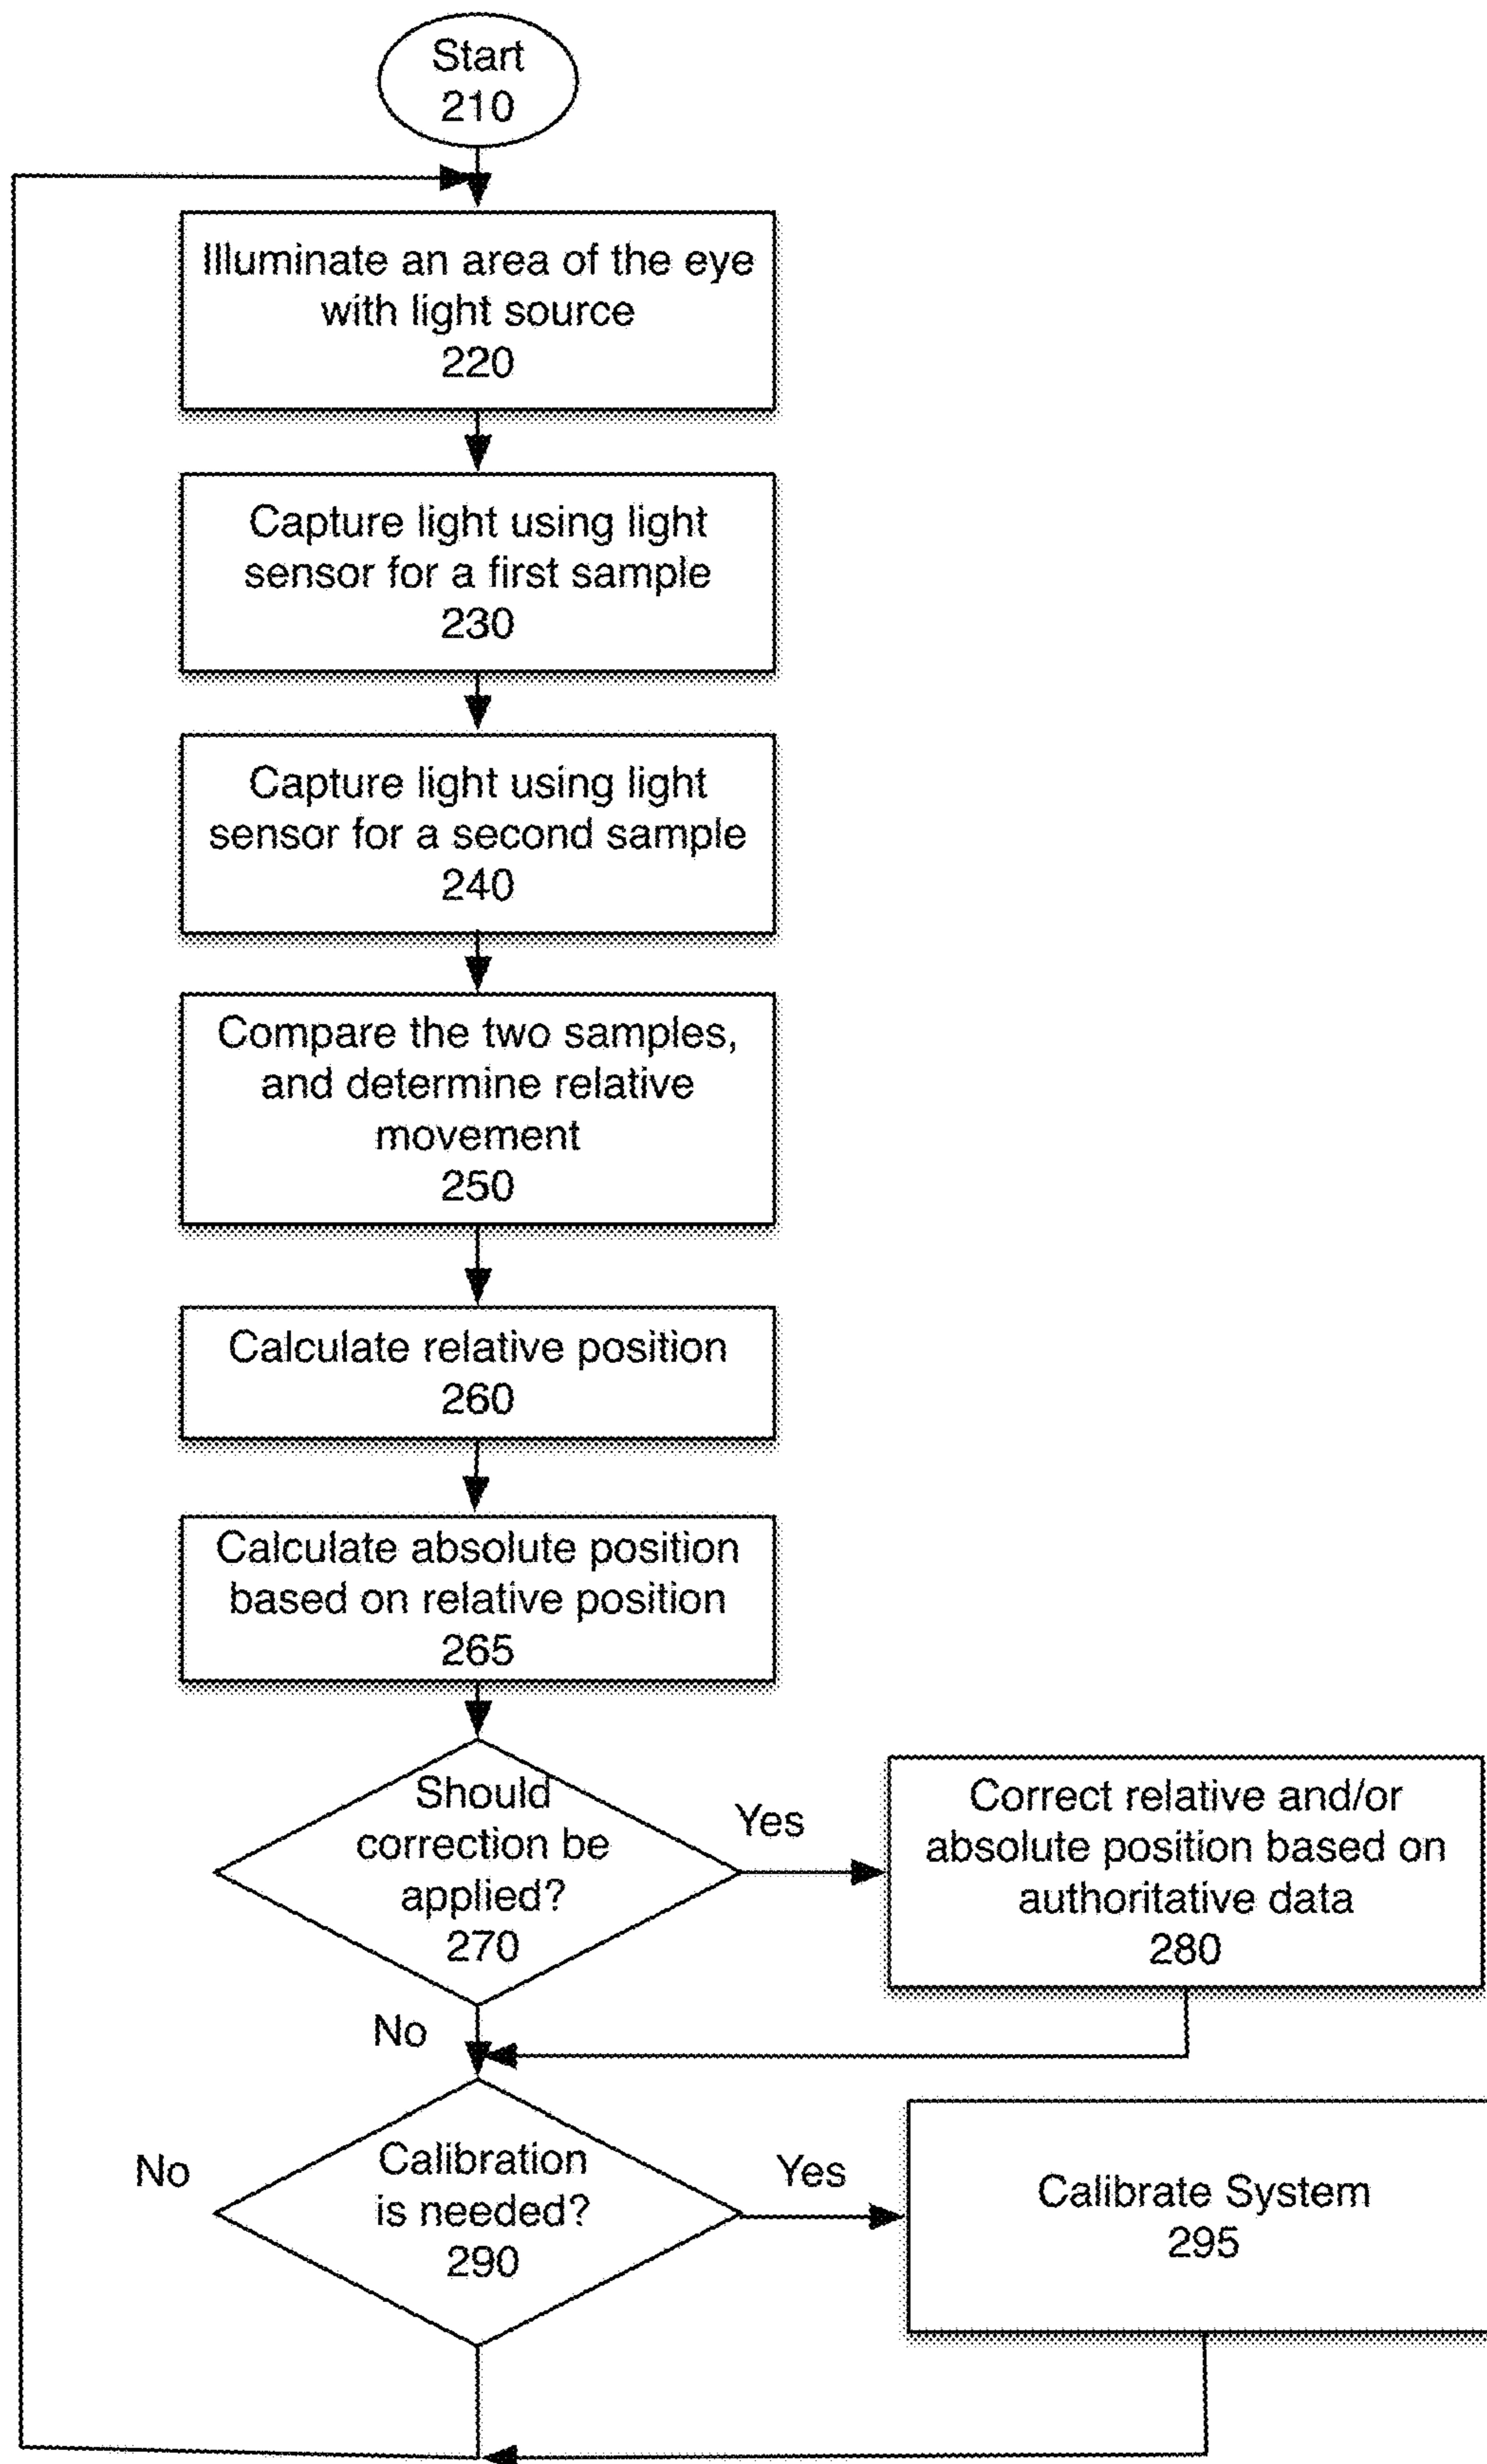 Start
210
Illuminate an area of the eye
with light source
220
Capture light using light
sensor for a first sample
230
Capture light using light
sensor for a second sample
240
Compare the two samples,
and determine relative
movement
250
Calculate relative position
260
Calculate absolute position
based on relative position
265
Should
correction be
applied?
270
Yes
Correct relative and/or
absolute position based on
authoritative data
280
No
Calibration
is needed?
290
No
Yes
Calibrate System
295